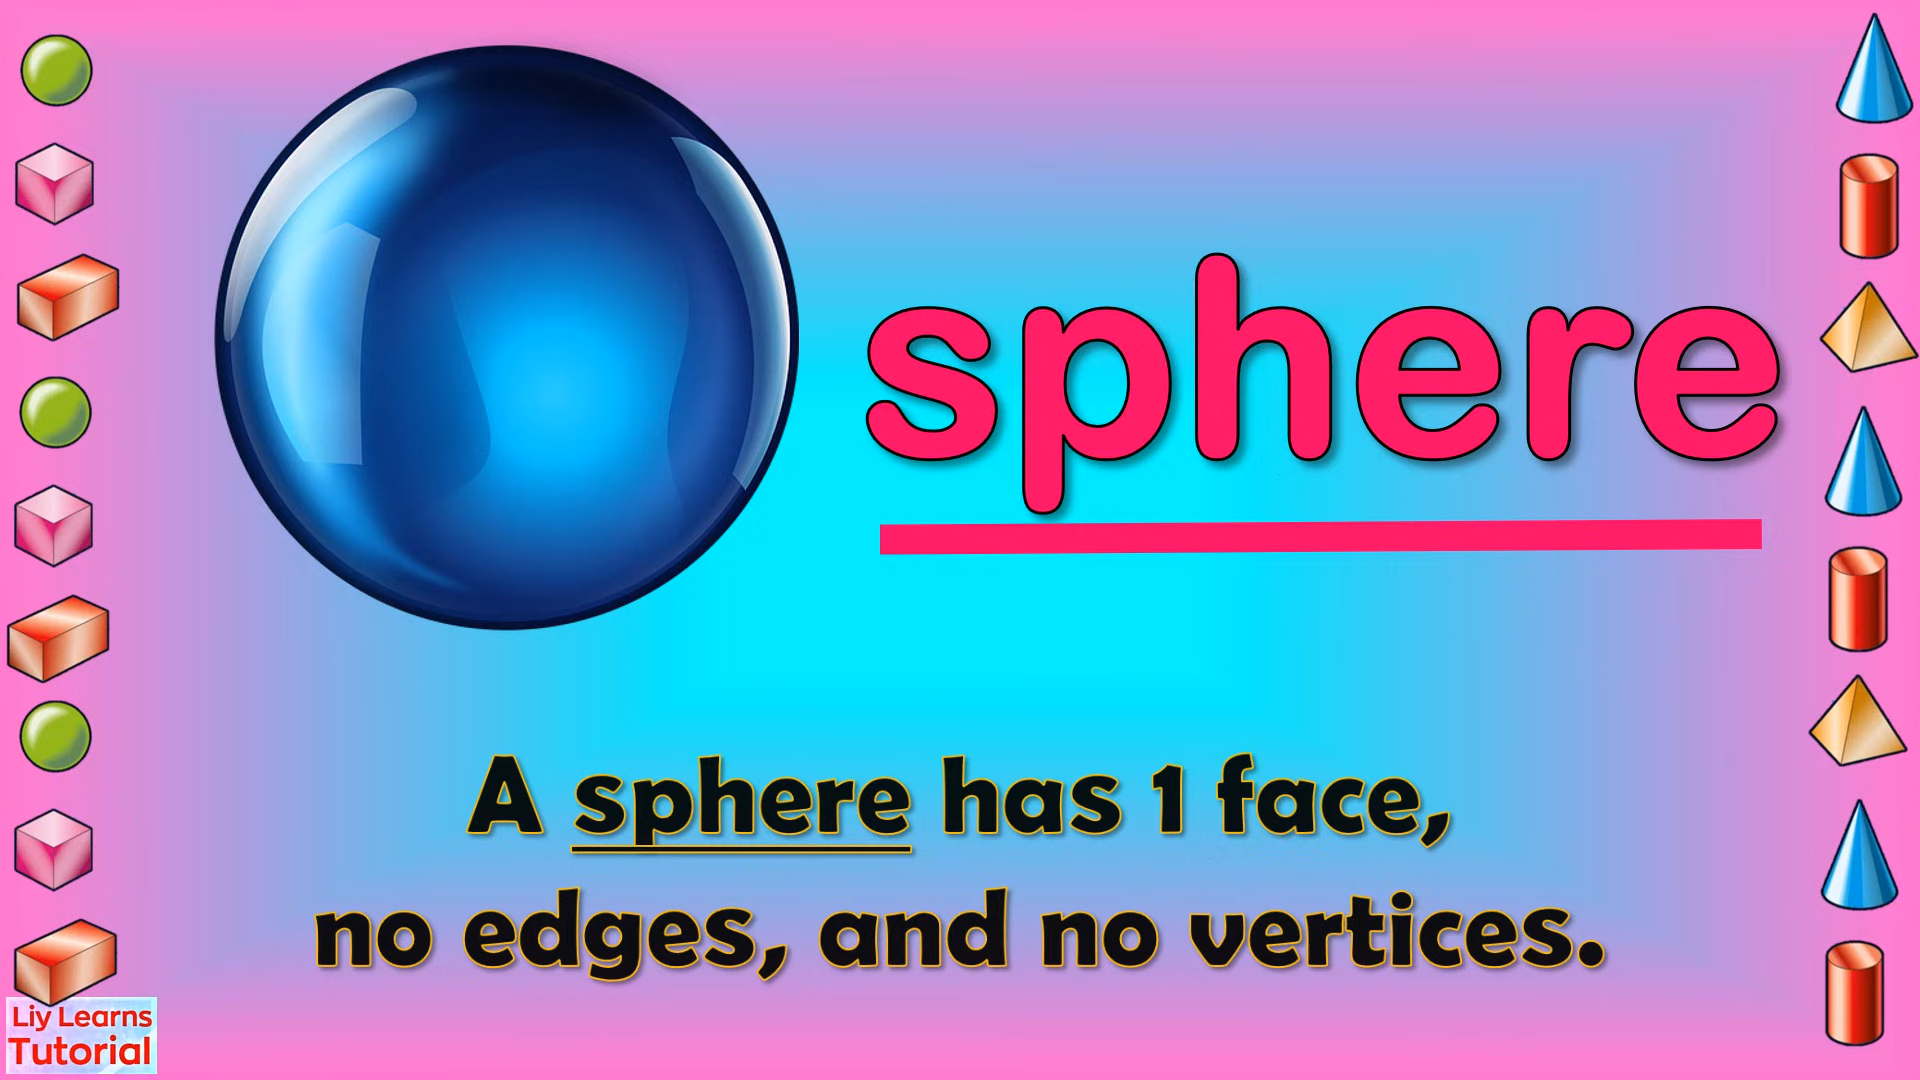 sphere
A sphere has 1 face,
no edges, and no vertices.
Liy Learns
Tutorial